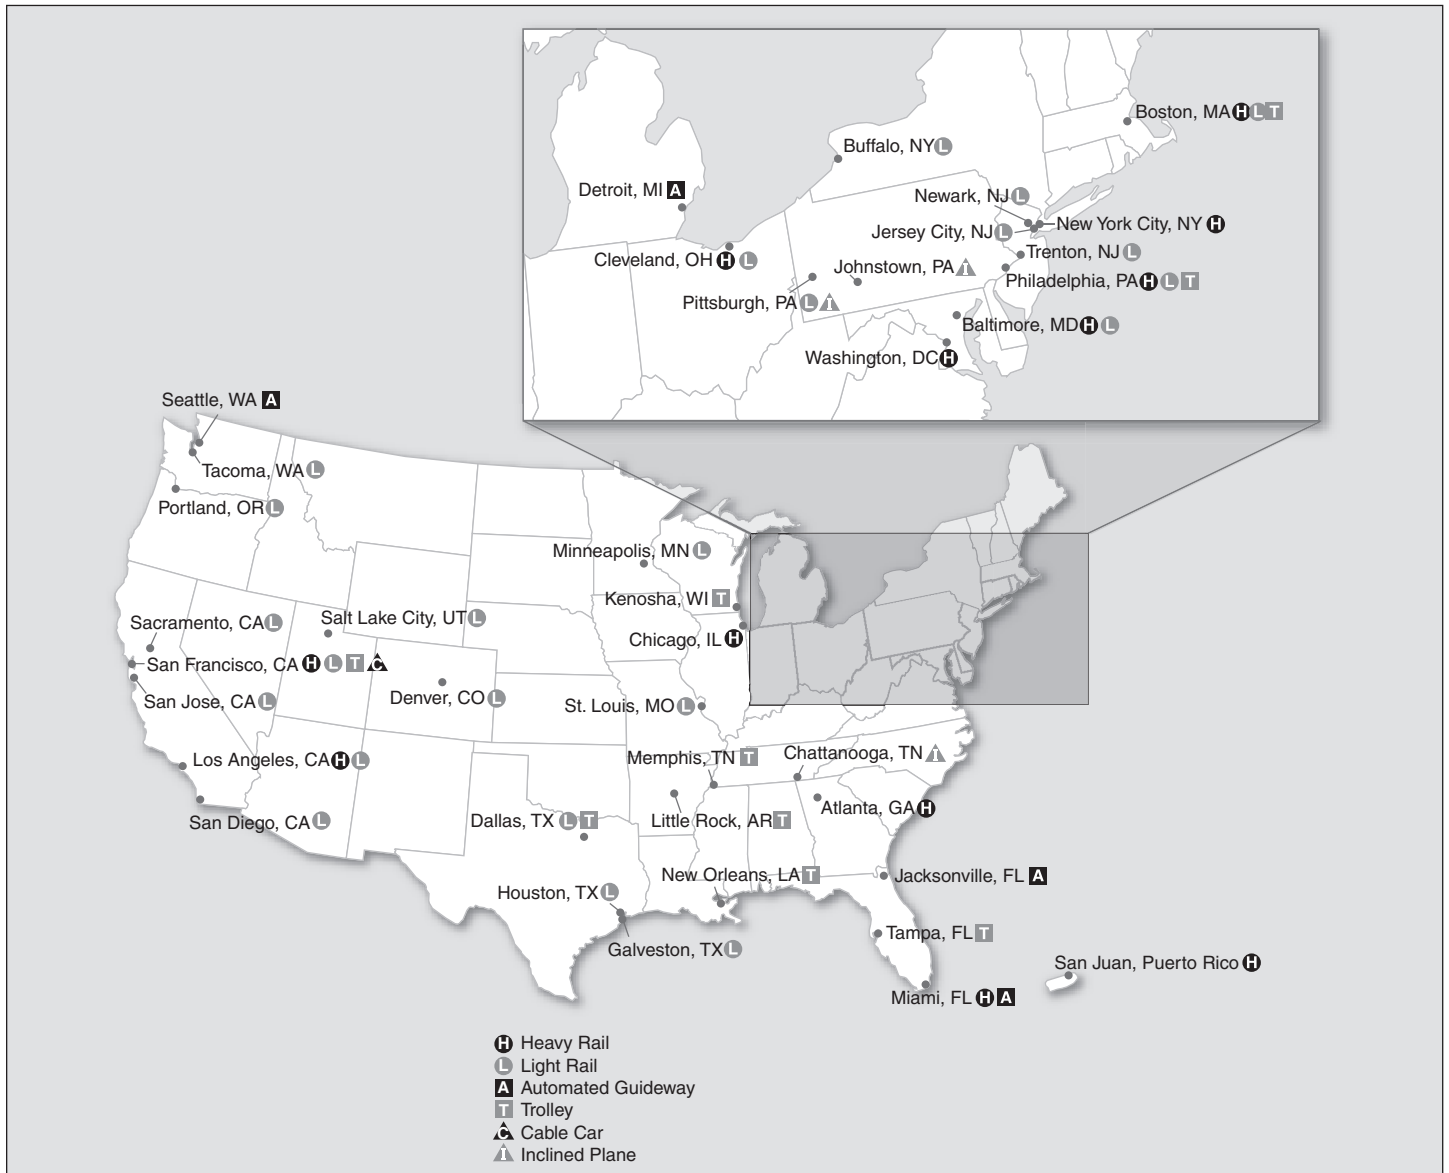 Boston, MA H L T
Buffalo, NY L
Detroit, MI A
Newark, NJ L
New York City, NY H
Jersey City, NJ L
Trenton, NJ L
Cleveland, OH H L
Johnstown, PA I
Philadelphia, PA H L T
Pittsburgh, PA L I
Baltimore, MD H L
Washington, DC H
Seattle, WA A
Tacoma, WA L
Portland, OR L
Minneapolis, MN L
Kenosha, WI T
Sacramento, CA L
Salt Lake City, UT L
Chicago, IL H
San Francisco, CA H L T C
San Jose, CA L
Denver, CO L
St. Louis, MO L
Los Angeles, CA H L
Memphis, TN T
Chattanooga, TN I
San Diego, CA L
Dallas, TX L T
Little Rock, AR T
Atlanta, GA H
New Orleans, LA T
Jacksonville, FL A
Houston, TX L
Tampa, FL T
Galveston, TX L
San Juan, Puerto Rico H
Miami, FL H A
H Heavy Rail
L Light Rail
A Automated Guideway
T Trolley
C Cable Car
I Inclined Plane